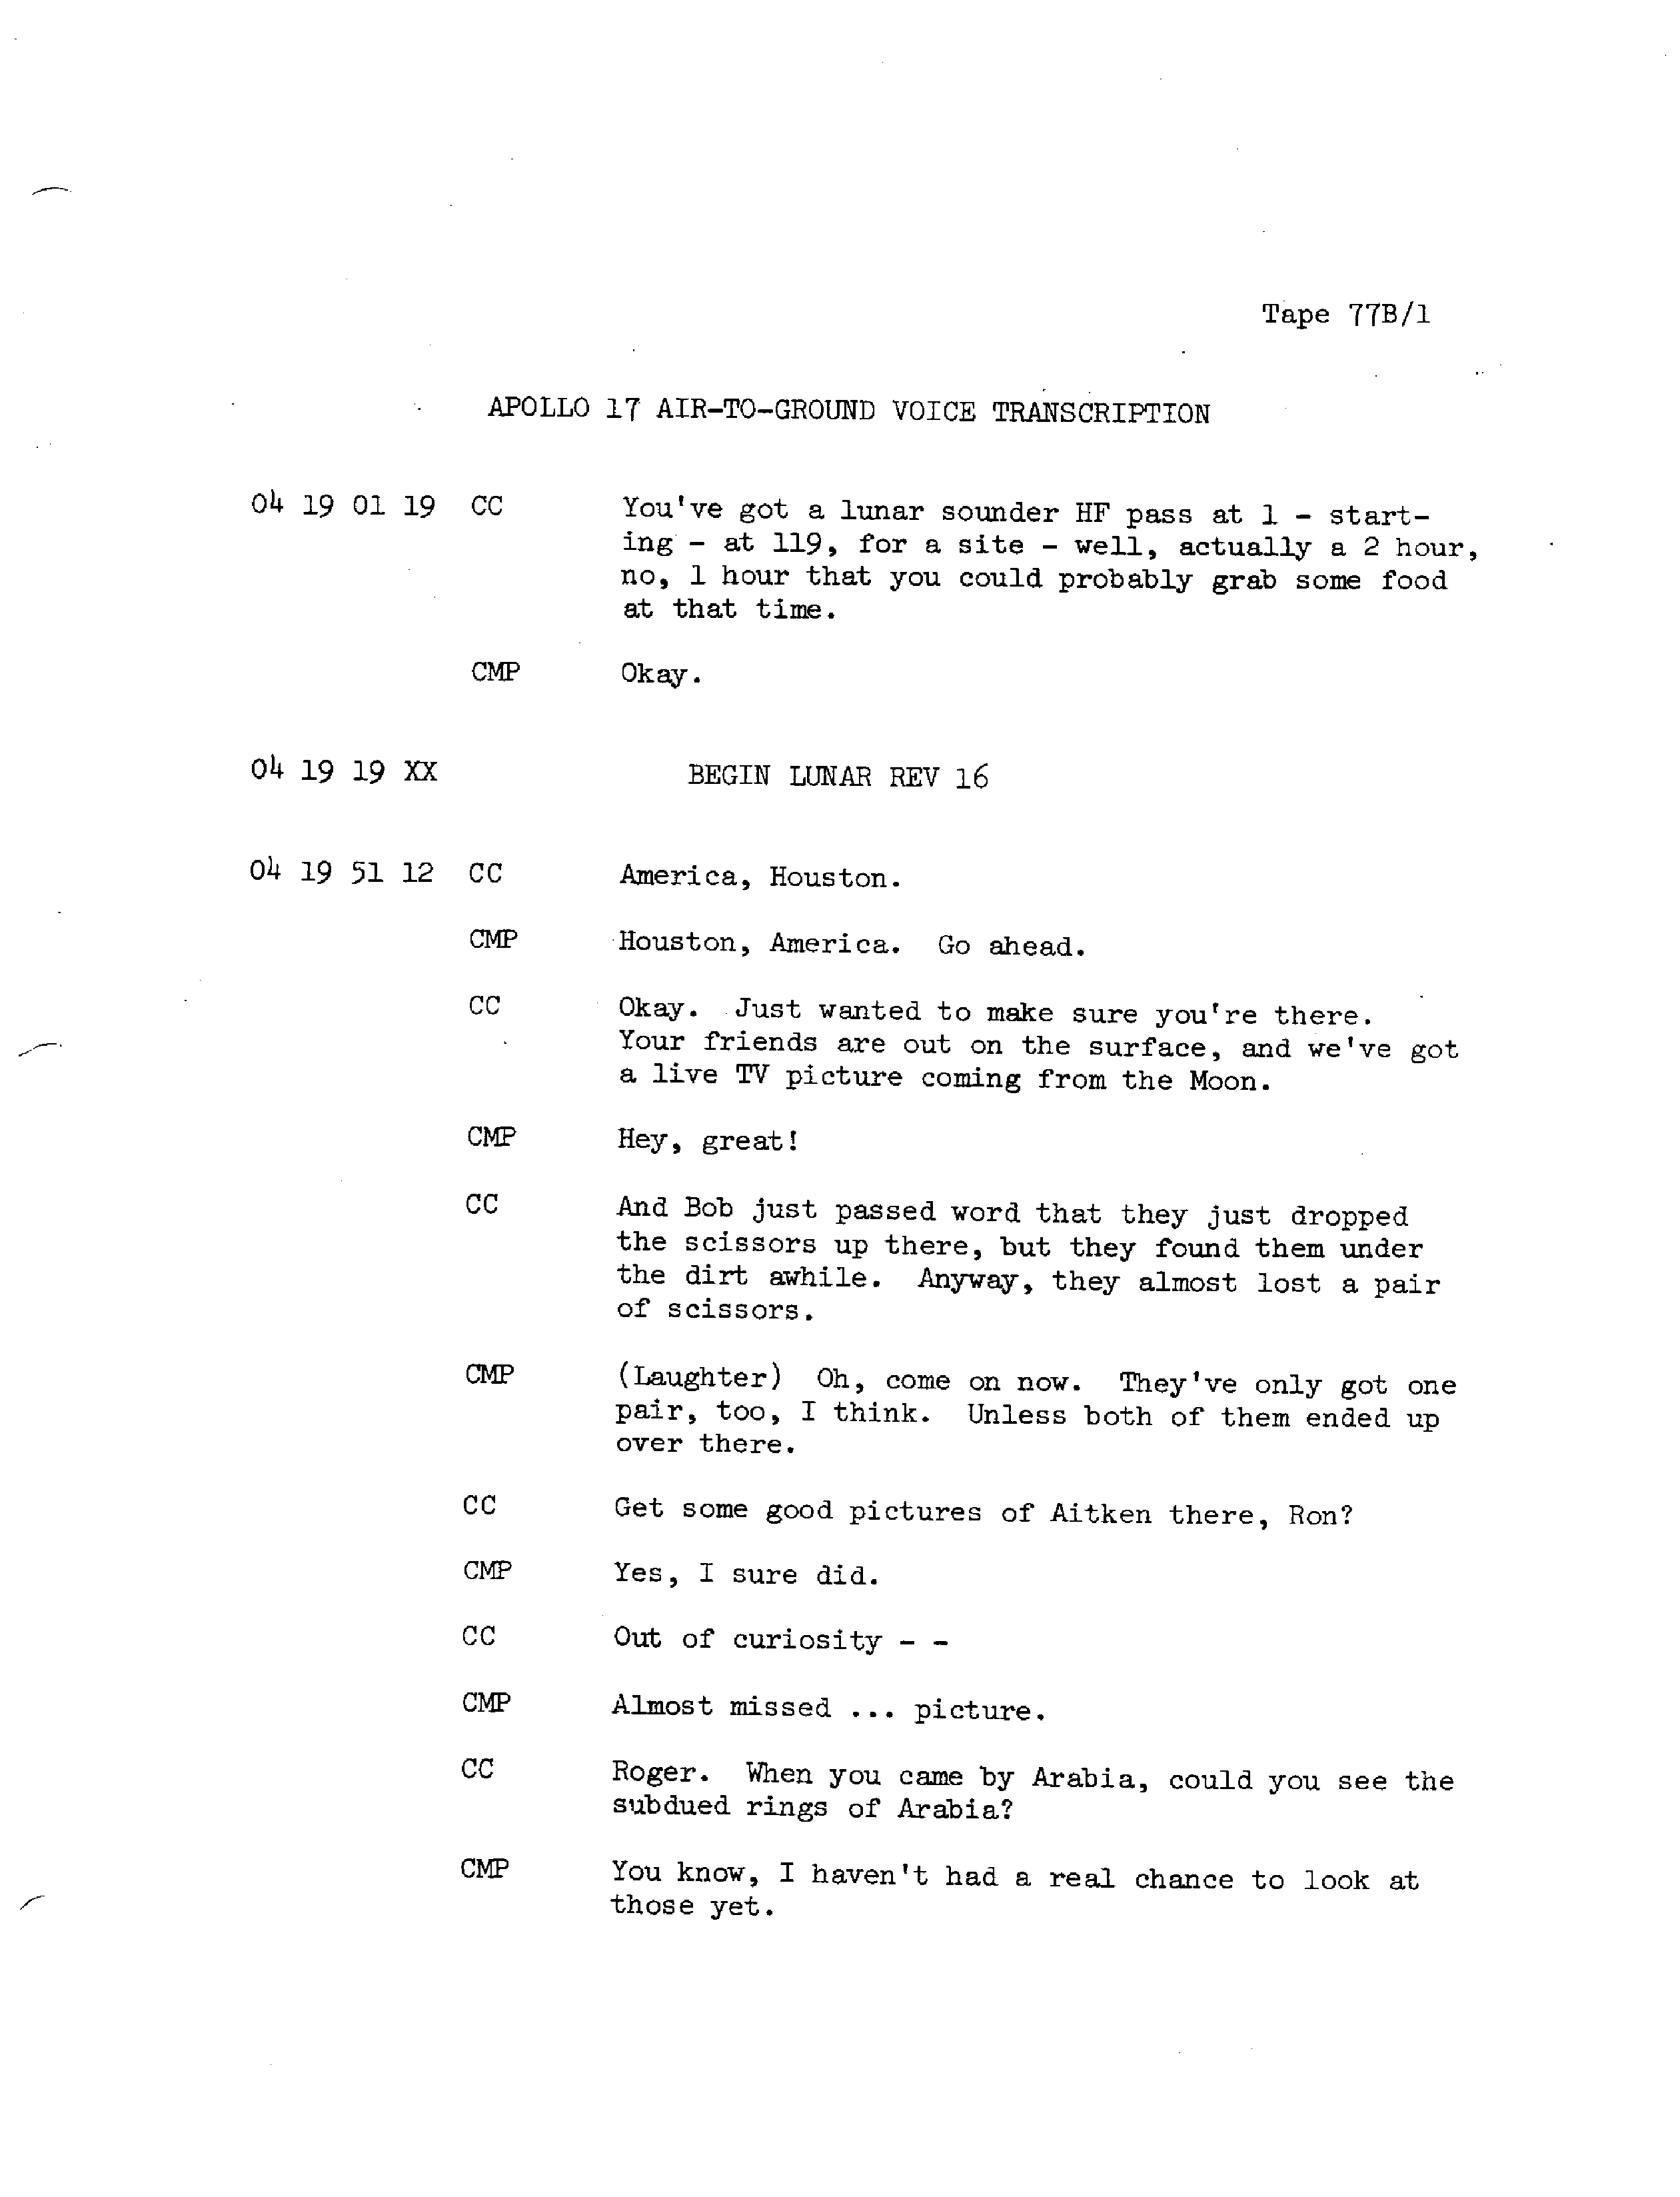 Tape 77B/1
APOLLO 17 AIR-TO-GROUND VOICE TRANSCRIPTION
04 19 01 19 CC You've got a lunar sounder HF pass at 1 - start-
ing - at 119, for a site - well, actually a 2 hour,
no, 1 hour that you could probably grab some food
at that time.
CMP Okay.
04 19 19 XX BEGIN LUNAR REV 16
04 19 51 12 CC America, Houston.
CMP Houston, America. Go ahead.
CC Okay. Just wanted to make sure you're there.
Your friends are out on the surface, and we've got
a live TV picture coming from the Moon.
CMP Hey, great!
CC And Bob just passed word that they just dropped
the scissors up there, but they found them under
the dirt awhile. Anyway, they almost lost a pair
of scissors.
CMP (Laughter) Oh, come on now. They've only got one
pair, too, I think. Unless both of them ended up
over there.
CC Get some good pictures of Aitken there, Ron?
CMP Yes, I sure did.
CC Out of curiosity - -
CMP Almost missed ... picture.
CC Roger. When you came by Arabia, could you see the
subdued rings of Arabia?
CMP You know, I haven't had a real chance to look at
those yet.